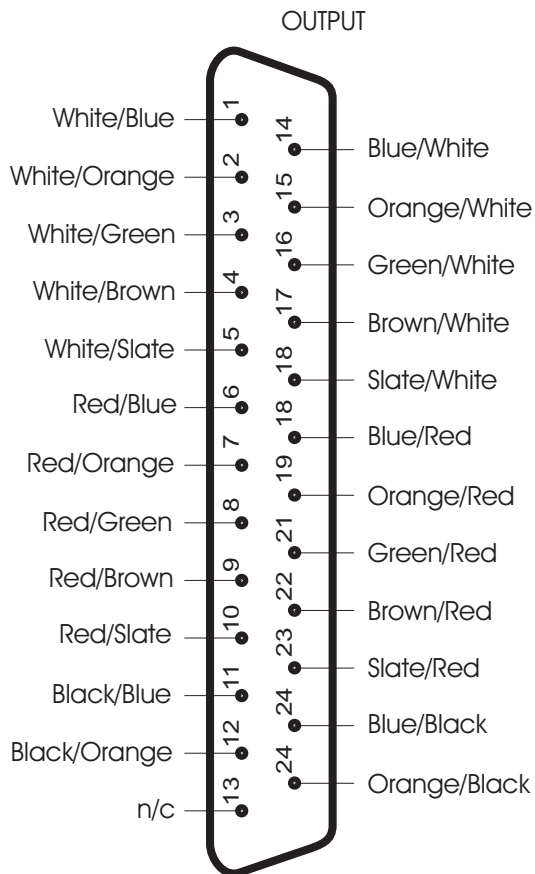 OUTPUT
White/Blue
1
14
Blue/White
White/Orange
2
15
Orange/White
White/Green
3
16
Green/White
White/Brown
4
17
Brown/White
White/Slate
5
18
Slate/White
Red/Blue
6
18
Blue/Red
Red/Orange
7
19
Orange/Red
Red/Green
8
21
Green/Red
Red/Brown
9
22
Brown/Red
Red/Slate
10
23
Slate/Red
Black/Blue
11
24
Blue/Black
Black/Orange
12
24
Orange/Black
n/c
13